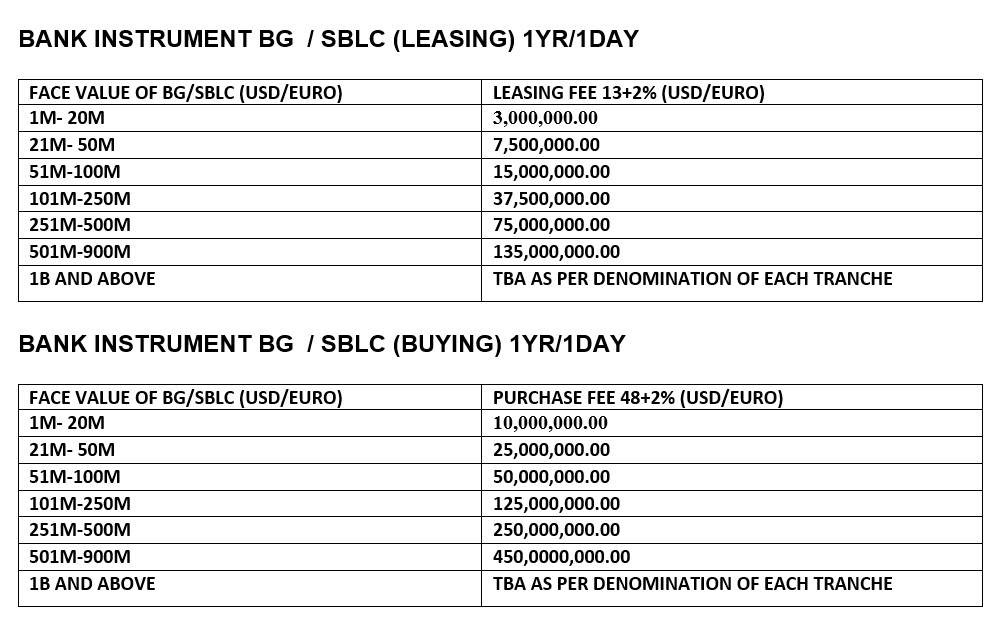 BANK INSTRUMENT BG / SBLC (LEASING) 1YR/1DAY
FACE VALUE OF BG/SBLC (USD/EURO) LEASING FEE 13+2% (USD/EURO)
1M- 20M 3,000,000.00
21M- 50M 7,500,000.00
51M-100M 15,000,000.00
101M-250M 37,500,000.00
251M-500M 75,000,000.00
501M-900M 135,000,000.00
1B AND ABOVE TBA AS PER DENOMINATION OF EACH TRANCHE
BANK INSTRUMENT BG / SBLC (BUYING) 1YR/1DAY
FACE VALUE OF BG/SBLC (USD/EURO) PURCHASE FEE 48+2% (USD/EURO)
1M- 20M 10,000,000.00
21M- 50M 25,000,000.00
51M-100M 50,000,000.00
101M-250M 125,000,000.00
251M-500M 250,000,000.00
501M-900M 450,0000,000.00
1B AND ABOVE TBA AS PER DENOMINATION OF EACH TRANCHE